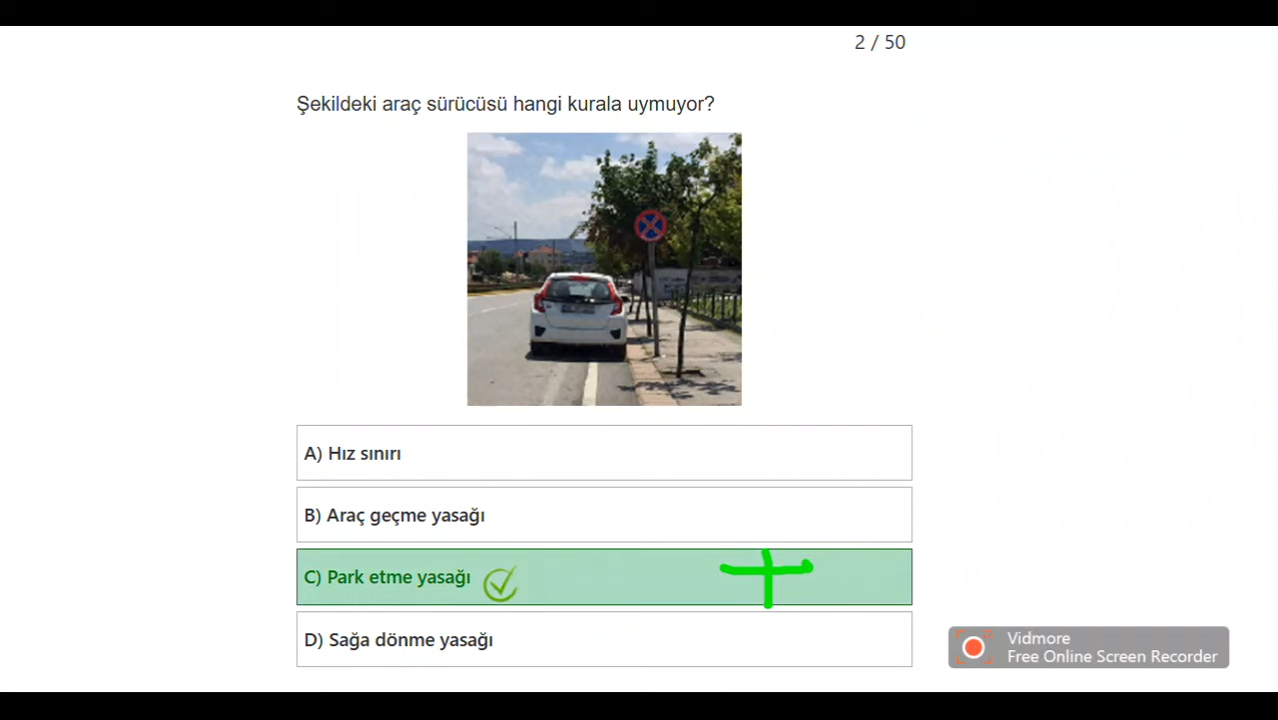 2 / 50
Şekildeki araç sürücüsü hangi kurala uymuyor?
A) Hız sınırı
B) Araç geçme yasağı
C) Park etme yasağı
D) Sağa dönme yasağı
Vidmore
Free Online Screen Recorder